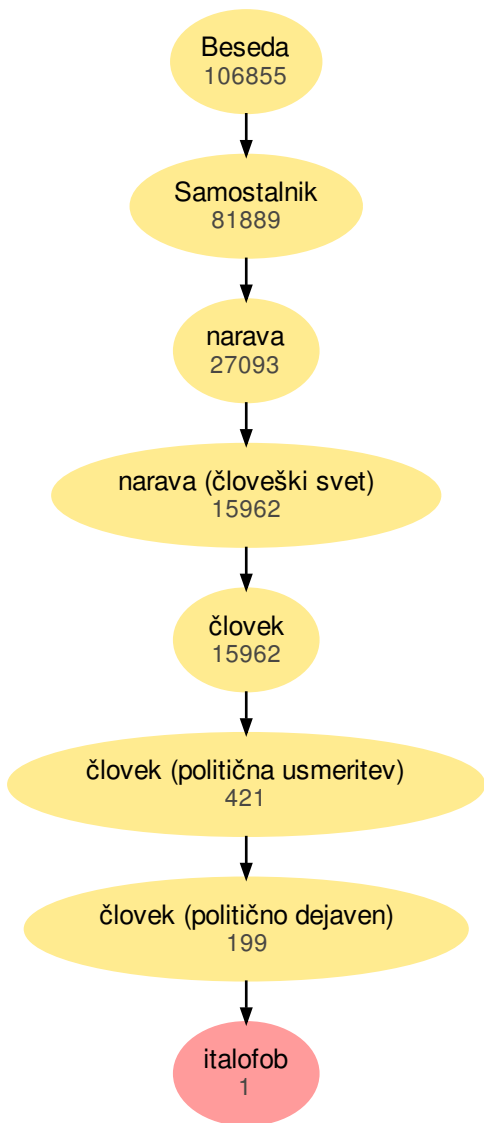 Beseda
106855
Samostalnik
81889
narava
27093
narava (človeški svet)
15962
človek
15962
človek (politična usmeritev)
421
človek (politično dejaven)
199
italofob
1